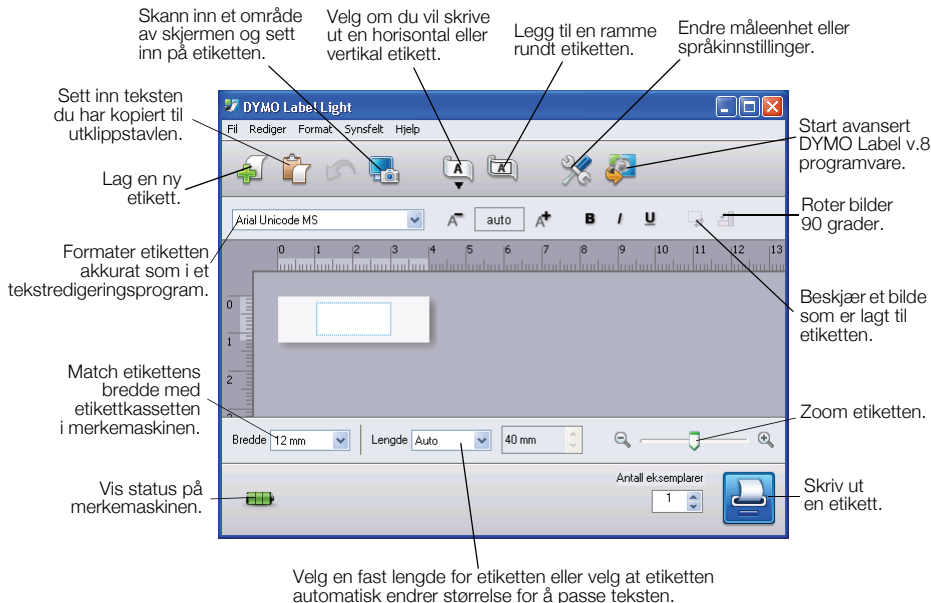 Skann inn et område
av skjermen og sett
inn på etiketten.
Velg om du vil skrive
ut en horisontal eller
vertikal etikett.
Legg til en ramme
rundt etiketten.
Endre måleenhet eller
språkinnstillinger.
Sett inn teksten
du har kopiert til
utklippstavlen.
Lag en ny
etikett.
Formater etiketten
akkurat som i et
tekstredigeringsprogram.
Match etikettens
bredde med
etikettkassetten
i merkemaskinen.
Vis status på
merkemaskinen.
DYMO Label Light
Fil Rediger Format Synsfelt Hjelp
A A
Arial Unicode MS A- auto A+ B I U
0 1 2 3 4 5 6 7 8 9 10 11 12 13
0
1
2
3
Bredde 12 mm Lengde Auto 40 mm
Antall eksemplarer
1
Start avansert
DYMO Label v.8
programvare.
Roter bilder
90 grader.
Beskjær et bilde
som er lagt til
etiketten.
Zoom etiketten.
Skriv ut
en etikett.
Velg en fast lengde for etiketten eller velg at etiketten
automatisk endrer størrelse for å passe teksten.